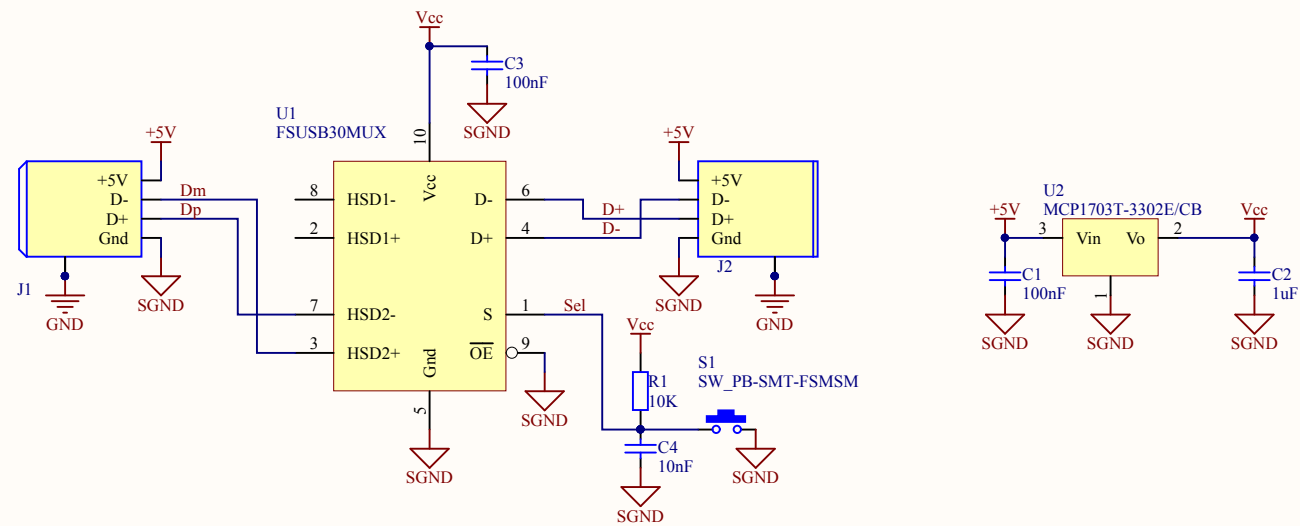 Vcc
C3
100nF
SGND
U1
FSUSB30MUX
+5V
+5V
D-
D+
Gnd
J1
GND
SGND
Dm
Dp
10
Vcc
8
HSD1-
2
HSD1+
7
HSD2-
3
HSD2+
D-
6
D+
4
S
1
OE
9
Gnd
5
SGND
SGND
D+
D-
Sel
+5V
+5V
D-
D+
Gnd
J2
SGND
GND
Vcc
R1
10K
C4
10nF
SGND
S1
SW_PB-SMT-FSMSM
SGND
U2
MCP1703T-3302E/CB
+5V
3
Vin
Vo
2
1
Vcc
C1
100nF
SGND
SGND
C2
1uF
SGND